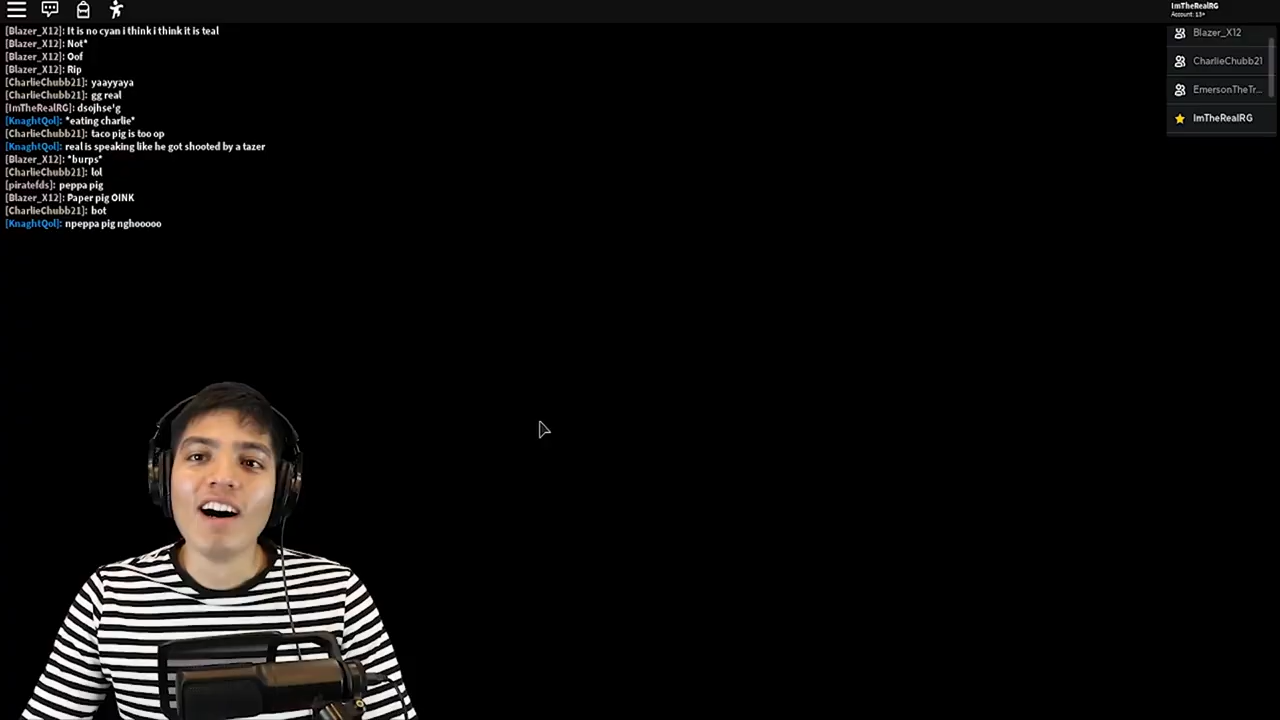 ImTheRealRG
Account: 13+
[Blazer_X12]: It is no cyan i think i think it is teal
[Blazer_X12]: Not*
[Blazer_X12]: Oof
[Blazer_X12]: Rip
[CharlieChubb21]: yaayyaya
[CharlieChubb21]: gg real
[ImTheRealRG]: dsojhse'g
[KnaghtQol]: *eating charlie*
[CharlieChubb21]: taco pig is too op
[KnaghtQol]: real is speaking like he got shooted by a tazer
[Blazer_X12]: *burps*
[CharlieChubb21]: lol
[piratefds]: peppa pig
[Blazer_X12]: Paper pig OINK
[CharlieChubb21]: bot
[KnaghtQol]: npeppa pig nghooooo
Blazer_X12
CharlieChubb21
EmersonTheTr...
ImTheRealRG